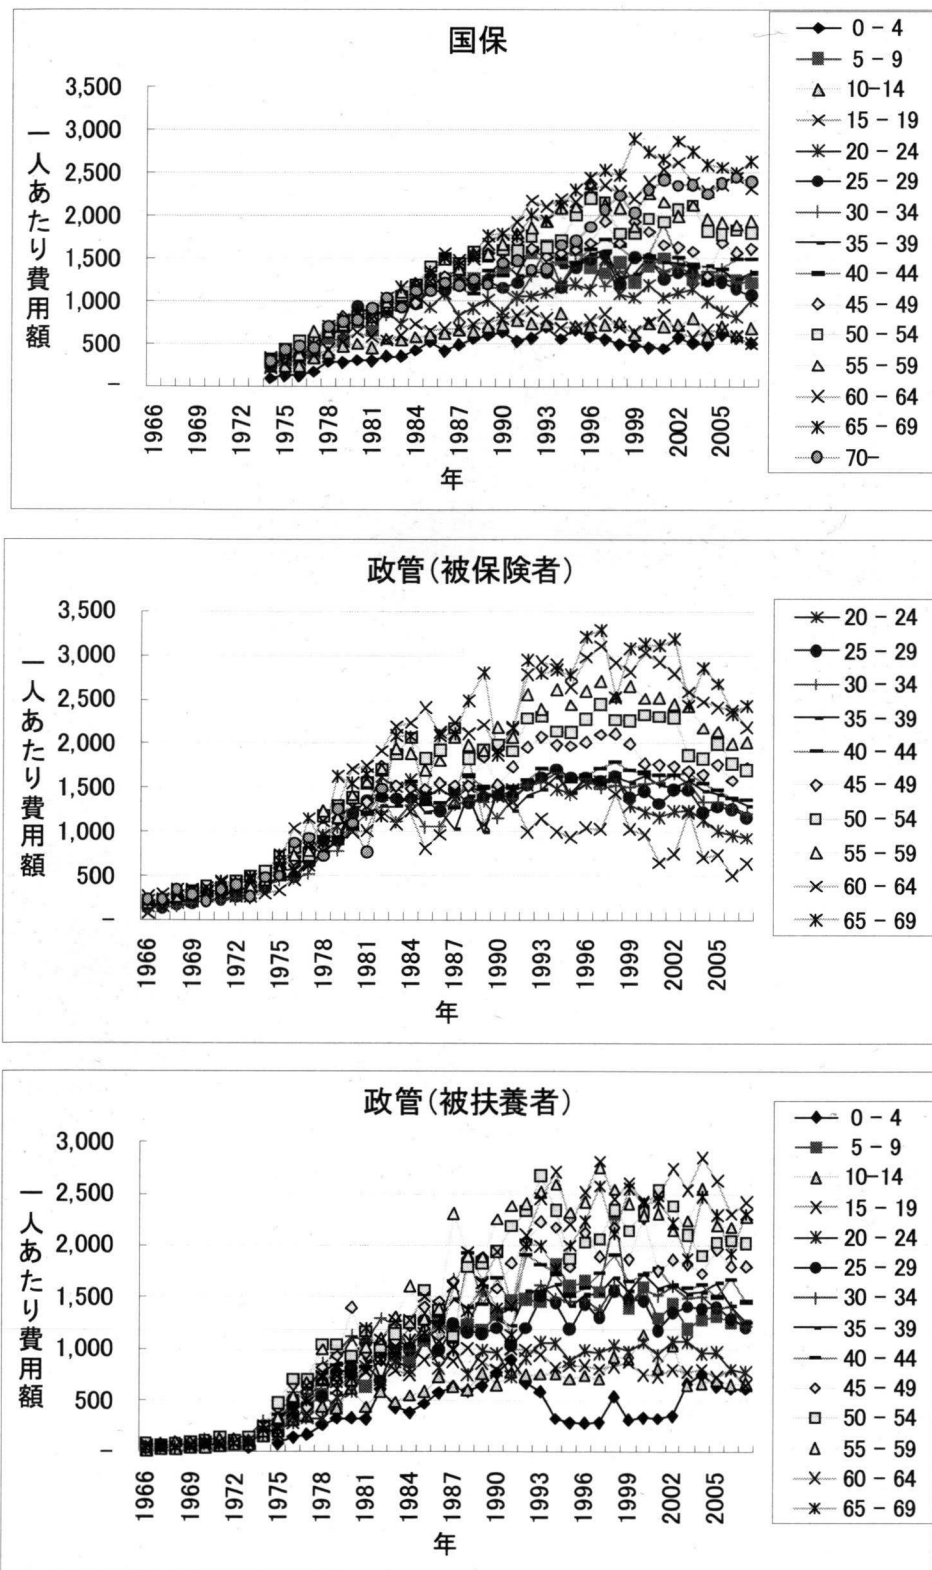 国保
一人あたり費用額
3,500
3,000
2,500
2,000
1,500
1,000
500
–
1966
1969
1972
1975
1978
1981
1984
1987
1990
1993
1996
1999
2002
2005
年
0 - 4
5 - 9
10-14
15 - 19
20 - 24
25 - 29
30 - 34
35 - 39
40 - 44
45 - 49
50 - 54
55 - 59
60 - 64
65 - 69
70-
政管(被保険者)
一人あたり費用額
3,500
3,000
2,500
2,000
1,500
1,000
500
–
1966
1969
1972
1975
1978
1981
1984
1987
1990
1993
1996
1999
2002
2005
年
20 - 24
25 - 29
30 - 34
35 - 39
40 - 44
45 - 49
50 - 54
55 - 59
60 - 64
65 - 69
政管(被扶養者)
一人あたり費用額
3,000
2,500
2,000
1,500
1,000
500
–
1966
1969
1972
1975
1978
1981
1984
1987
1990
1993
1996
1999
2002
2005
年
0 - 4
5 - 9
10-14
15 - 19
20 - 24
25 - 29
30 - 34
35 - 39
40 - 44
45 - 49
50 - 54
55 - 59
60 - 64
65 - 69